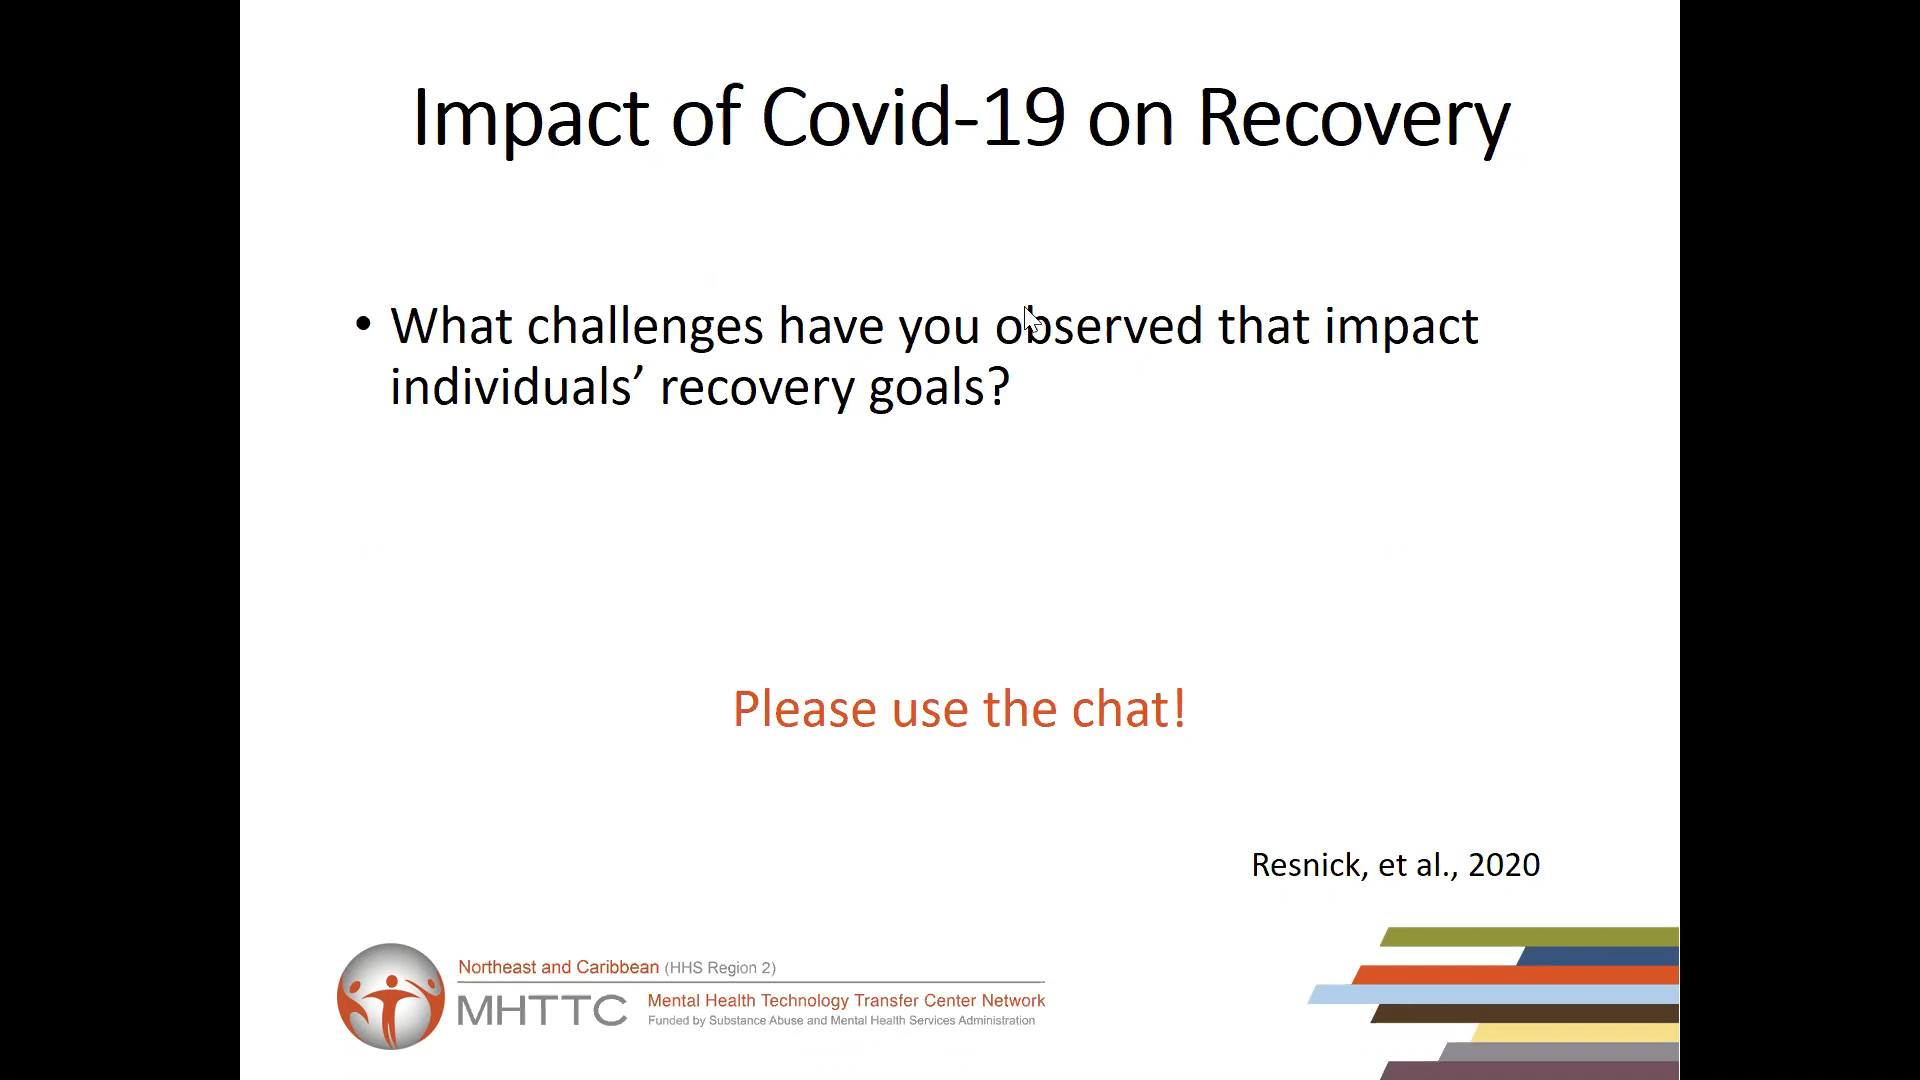 Impact of Covid-19 on Recovery
• What challenges have you observed that impact
individuals’ recovery goals?
Please use the chat!
Resnick, et al., 2020
Northeast and Caribbean (HHS Region 2)
MHTTC
Mental Health Technology Transfer Center Network
Funded by Substance Abuse and Mental Health Services Administration